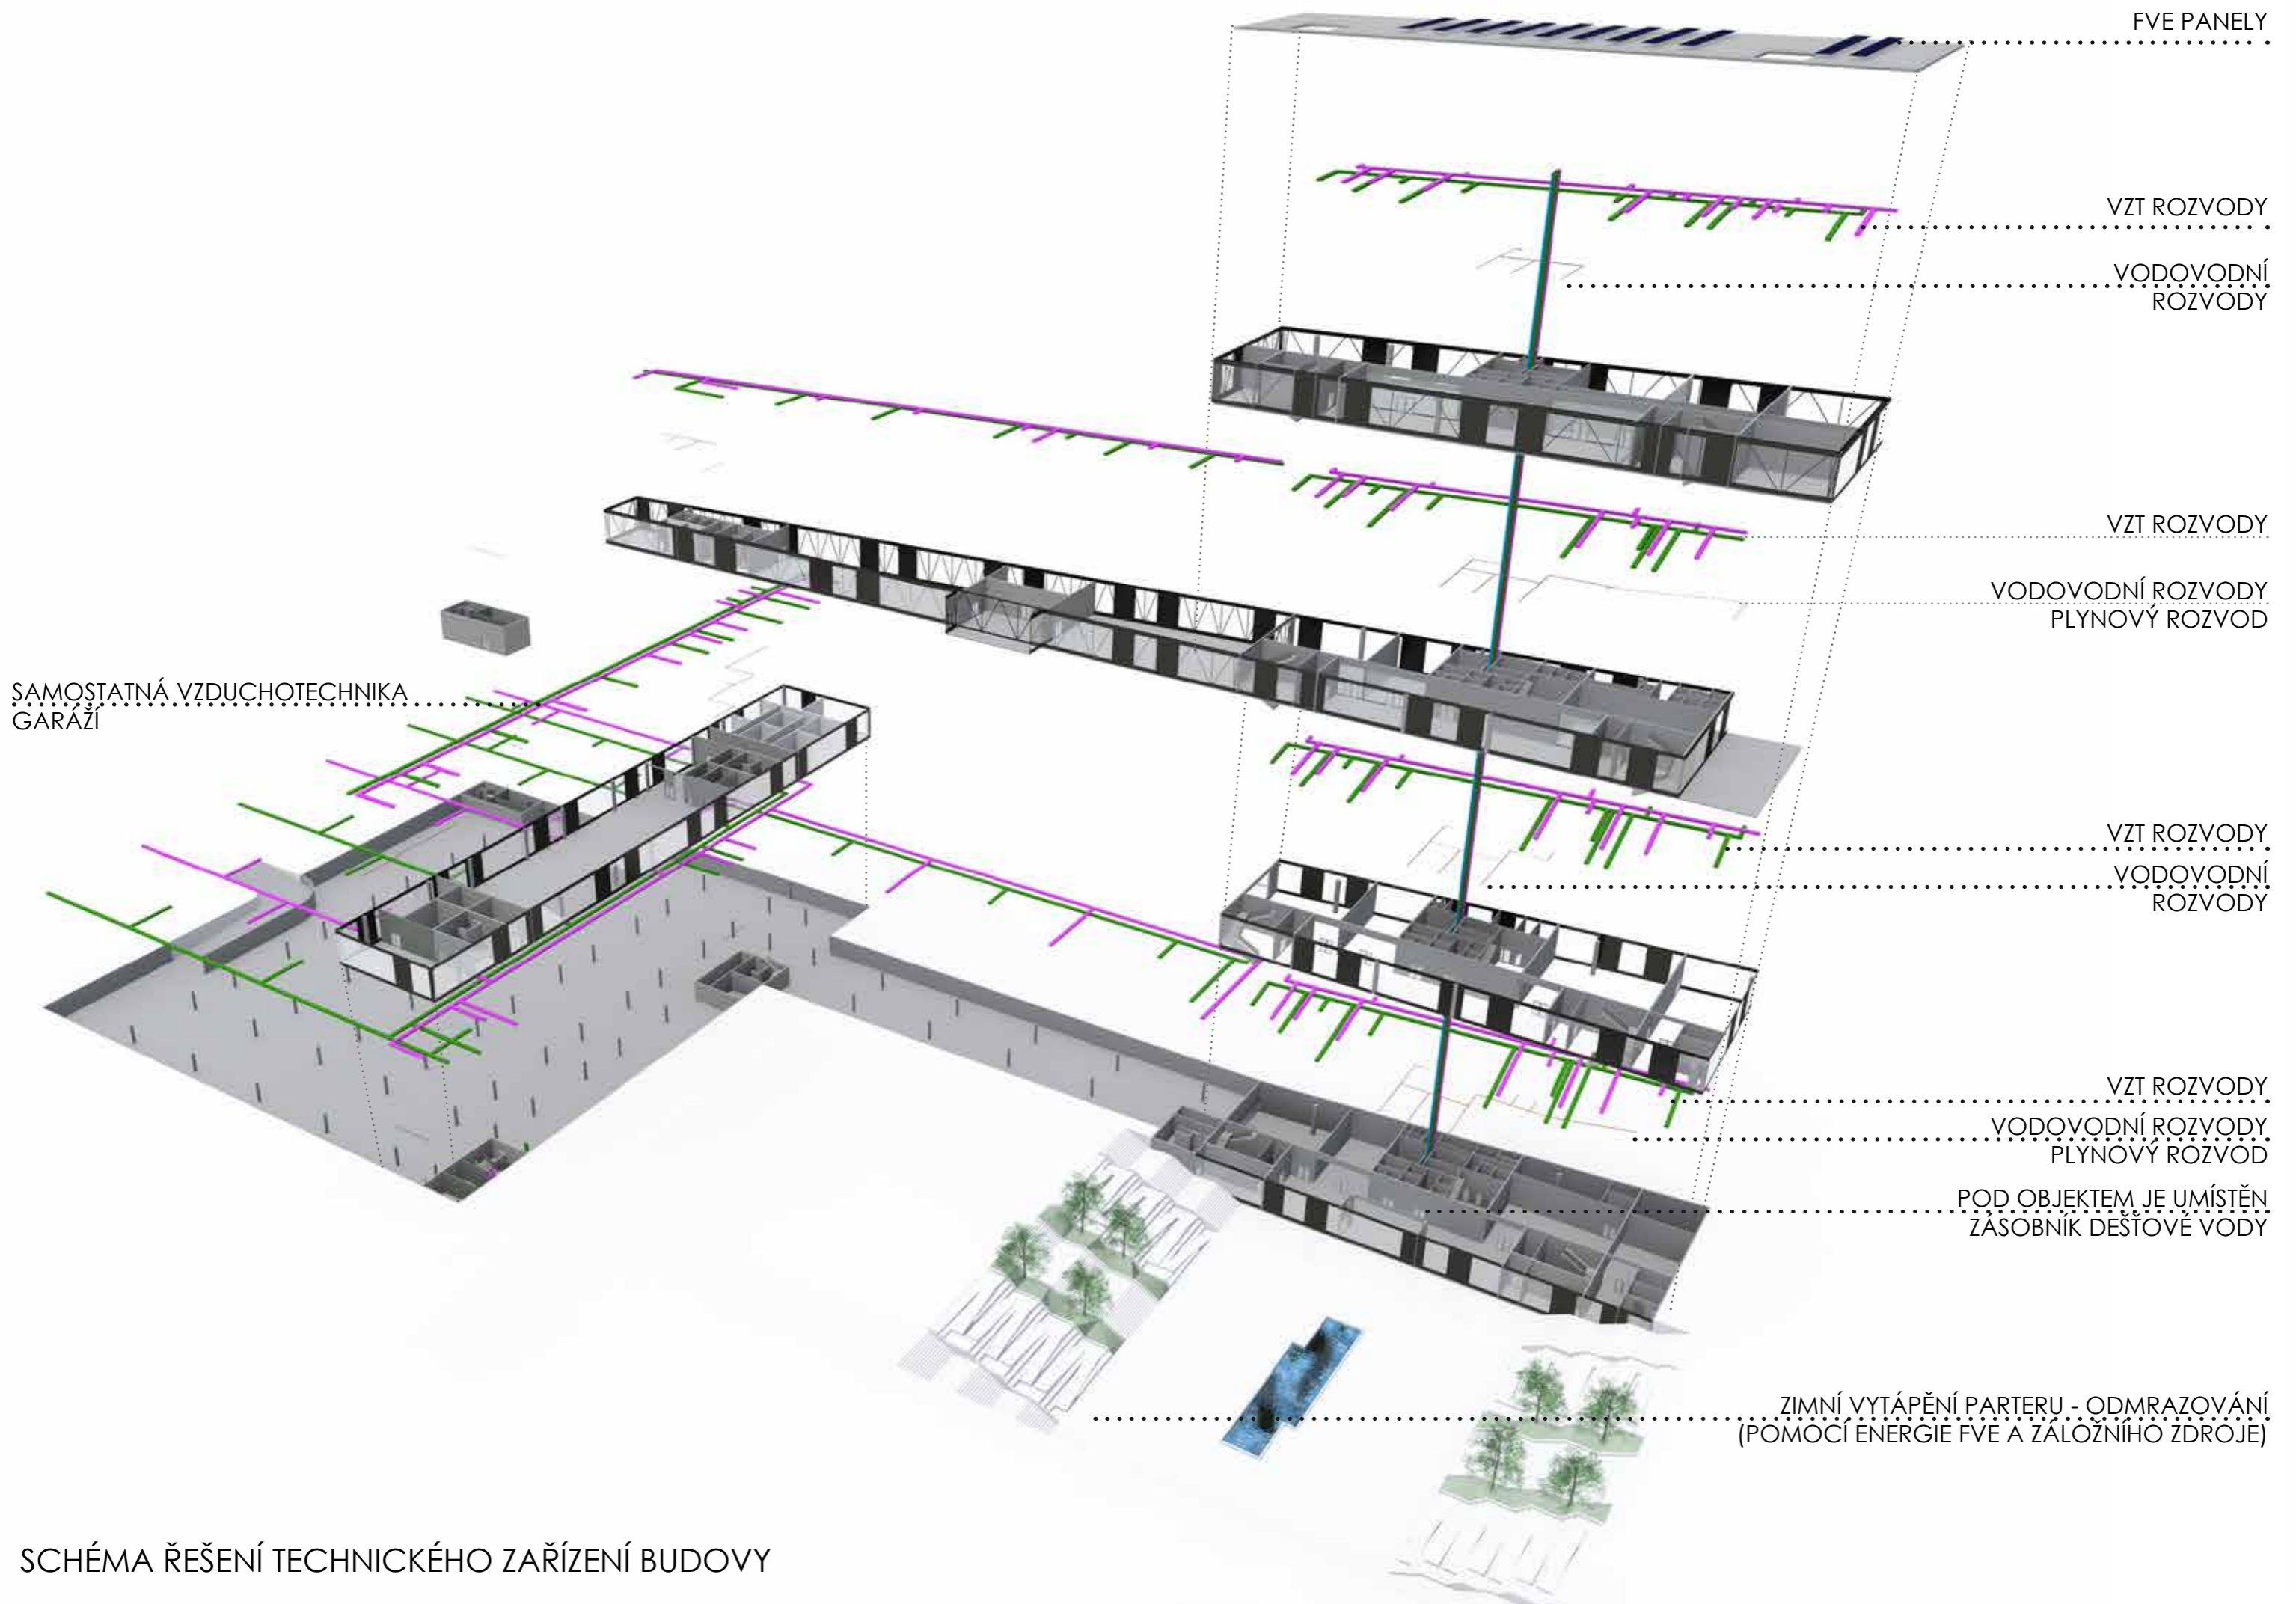 FVE PANELY
VZT ROZVODY
VODOVODNÍ
ROZVODY
VZT ROZVODY
VODOVODNÍ ROZVODY
PLYNOVÝ ROZVOD
SAMOSTATNÁ VZDUCHOTECHNIKA
GARÁŽÍ
VZT ROZVODY
VODOVODNÍ
ROZVODY
VZT ROZVODY
VODOVODNÍ ROZVODY
PLYNOVÝ ROZVOD
POD OBJEKTEM JE UMÍSTĚN
ZÁSOBNÍK DEŠŤOVÉ VODY
ZIMNÍ VYTÁPĚNÍ PARTERU - ODMRAZOVÁNÍ
(POMOCÍ ENERGIE FVE A ZÁLOŽNÍHO ZDROJE)
SCHÉMA ŘEŠENÍ TECHNICKÉHO ZAŘÍZENÍ BUDOVY